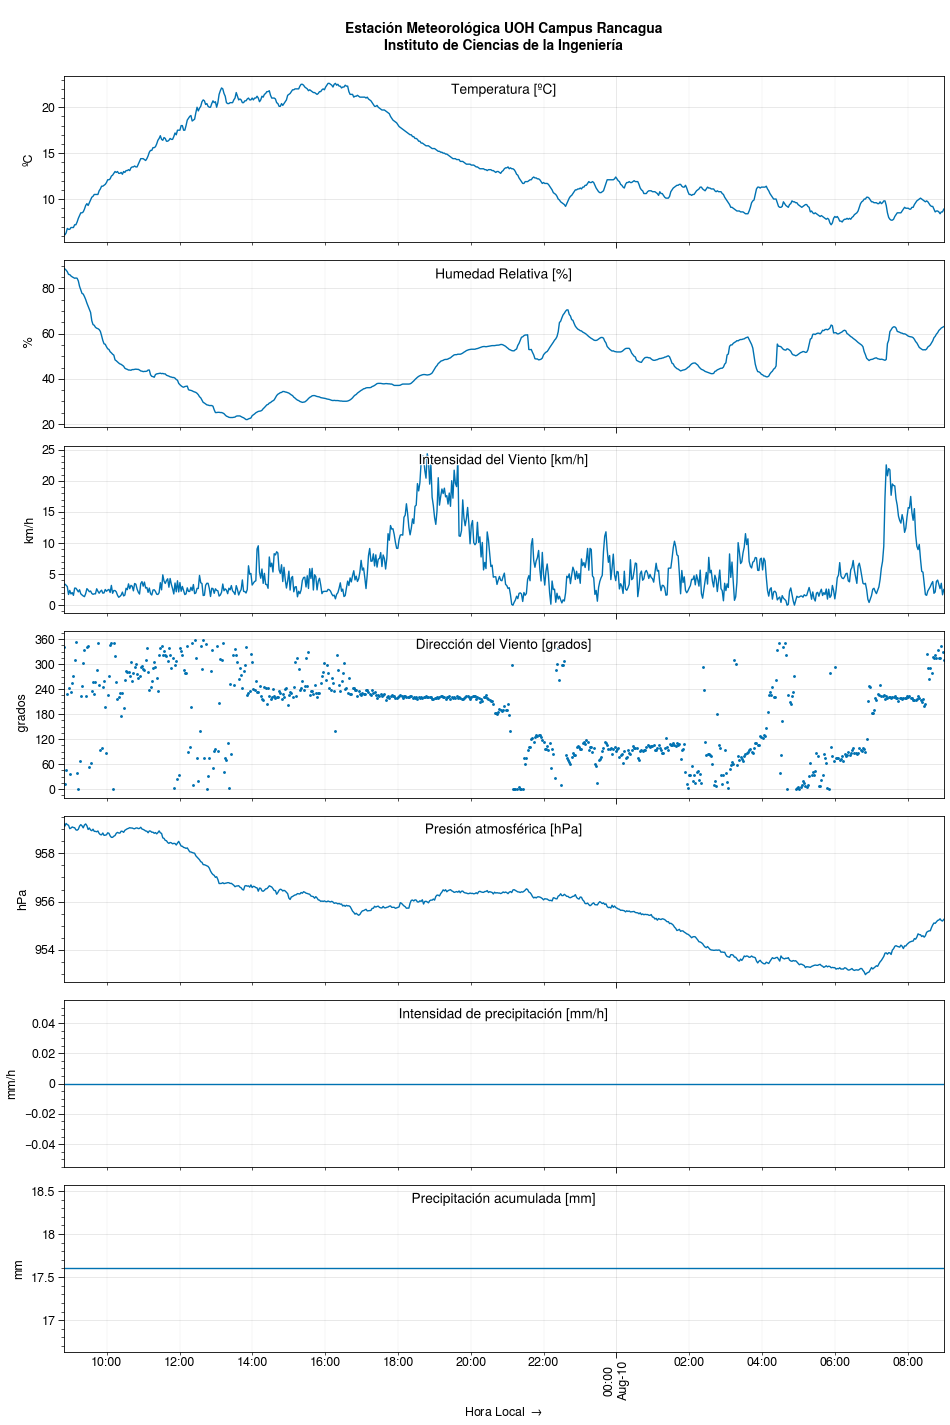 Estación Meteorológica UOH Campus Rancagua
Instituto de Ciencias de la Ingeniería
Temperatura [ºC]
ºC
20
15
10
Humedad Relativa [%]
%
80
60
40
20
Intensidad del Viento [km/h]
km/h
25
20
15
10
5
0
Dirección del Viento [grados]
grados
360
300
240
180
120
60
0
Presión atmosférica [hPa]
hPa
958
956
954
Intensidad de precipitación [mm/h]
mm/h
0.04
0.02
0
−0.02
−0.04
Precipitación acumulada [mm]
mm
18.5
18
17.5
17
10:00 12:00 14:00 16:00 18:00 20:00 22:00 00:00 02:00 04:00 06:00 08:00
Aug-10
Hora Local →